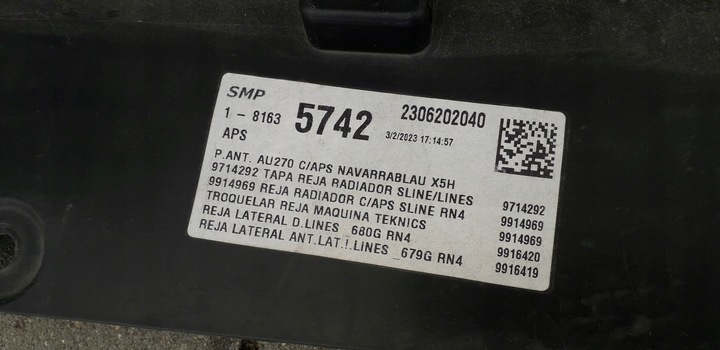 SMP
1 - 8163 5742 2306202040
APS 3/2/2023 17:14:57
P.ANT. AU270 C/APS NAVARRABLAU X5H
9714292 TAPA REJA RADIADOR SLINE/LINES 9714292
9914969 REJA RADIADOR C/APS SLINE RN4 9914969
TROQUELAR REJA MAQUINA TEKNICS 9914969
REJA LATERAL D.LINES _680G RN4 9916420
REJA LATERAL ANT.LAT.!.LINES _679G RN4 9916419